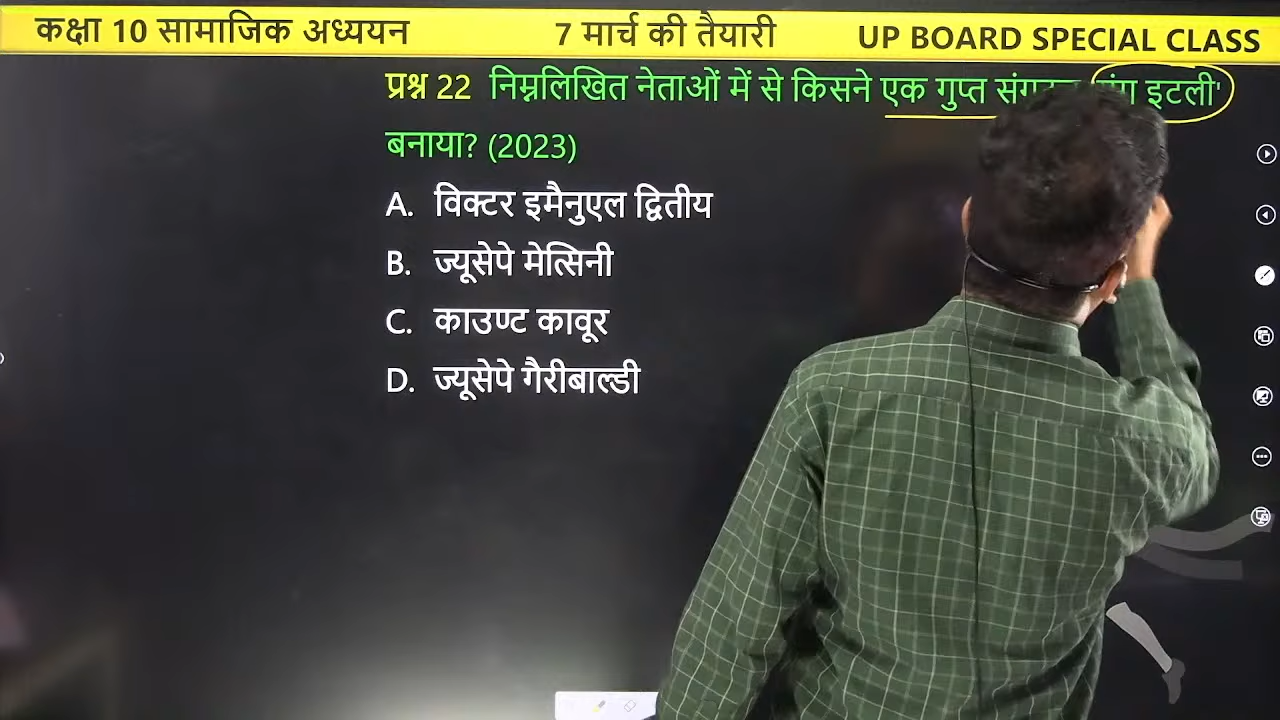 कक्षा 10 सामाजिक अध्ययन 7 मार्च की तैयारी UP BOARD SPECIAL CLASS
प्रश्न 22 निम्नलिखित नेताओं में से किसने एक गुप्त इटली'
बनाया? (2023)
A. विक्टर इमैनुएल द्वितीय
B. ज्यूसेपे मेत्सिनी
C. काउण्ट कावूर
D. ज्यूसेपे गैरीबाल्डी